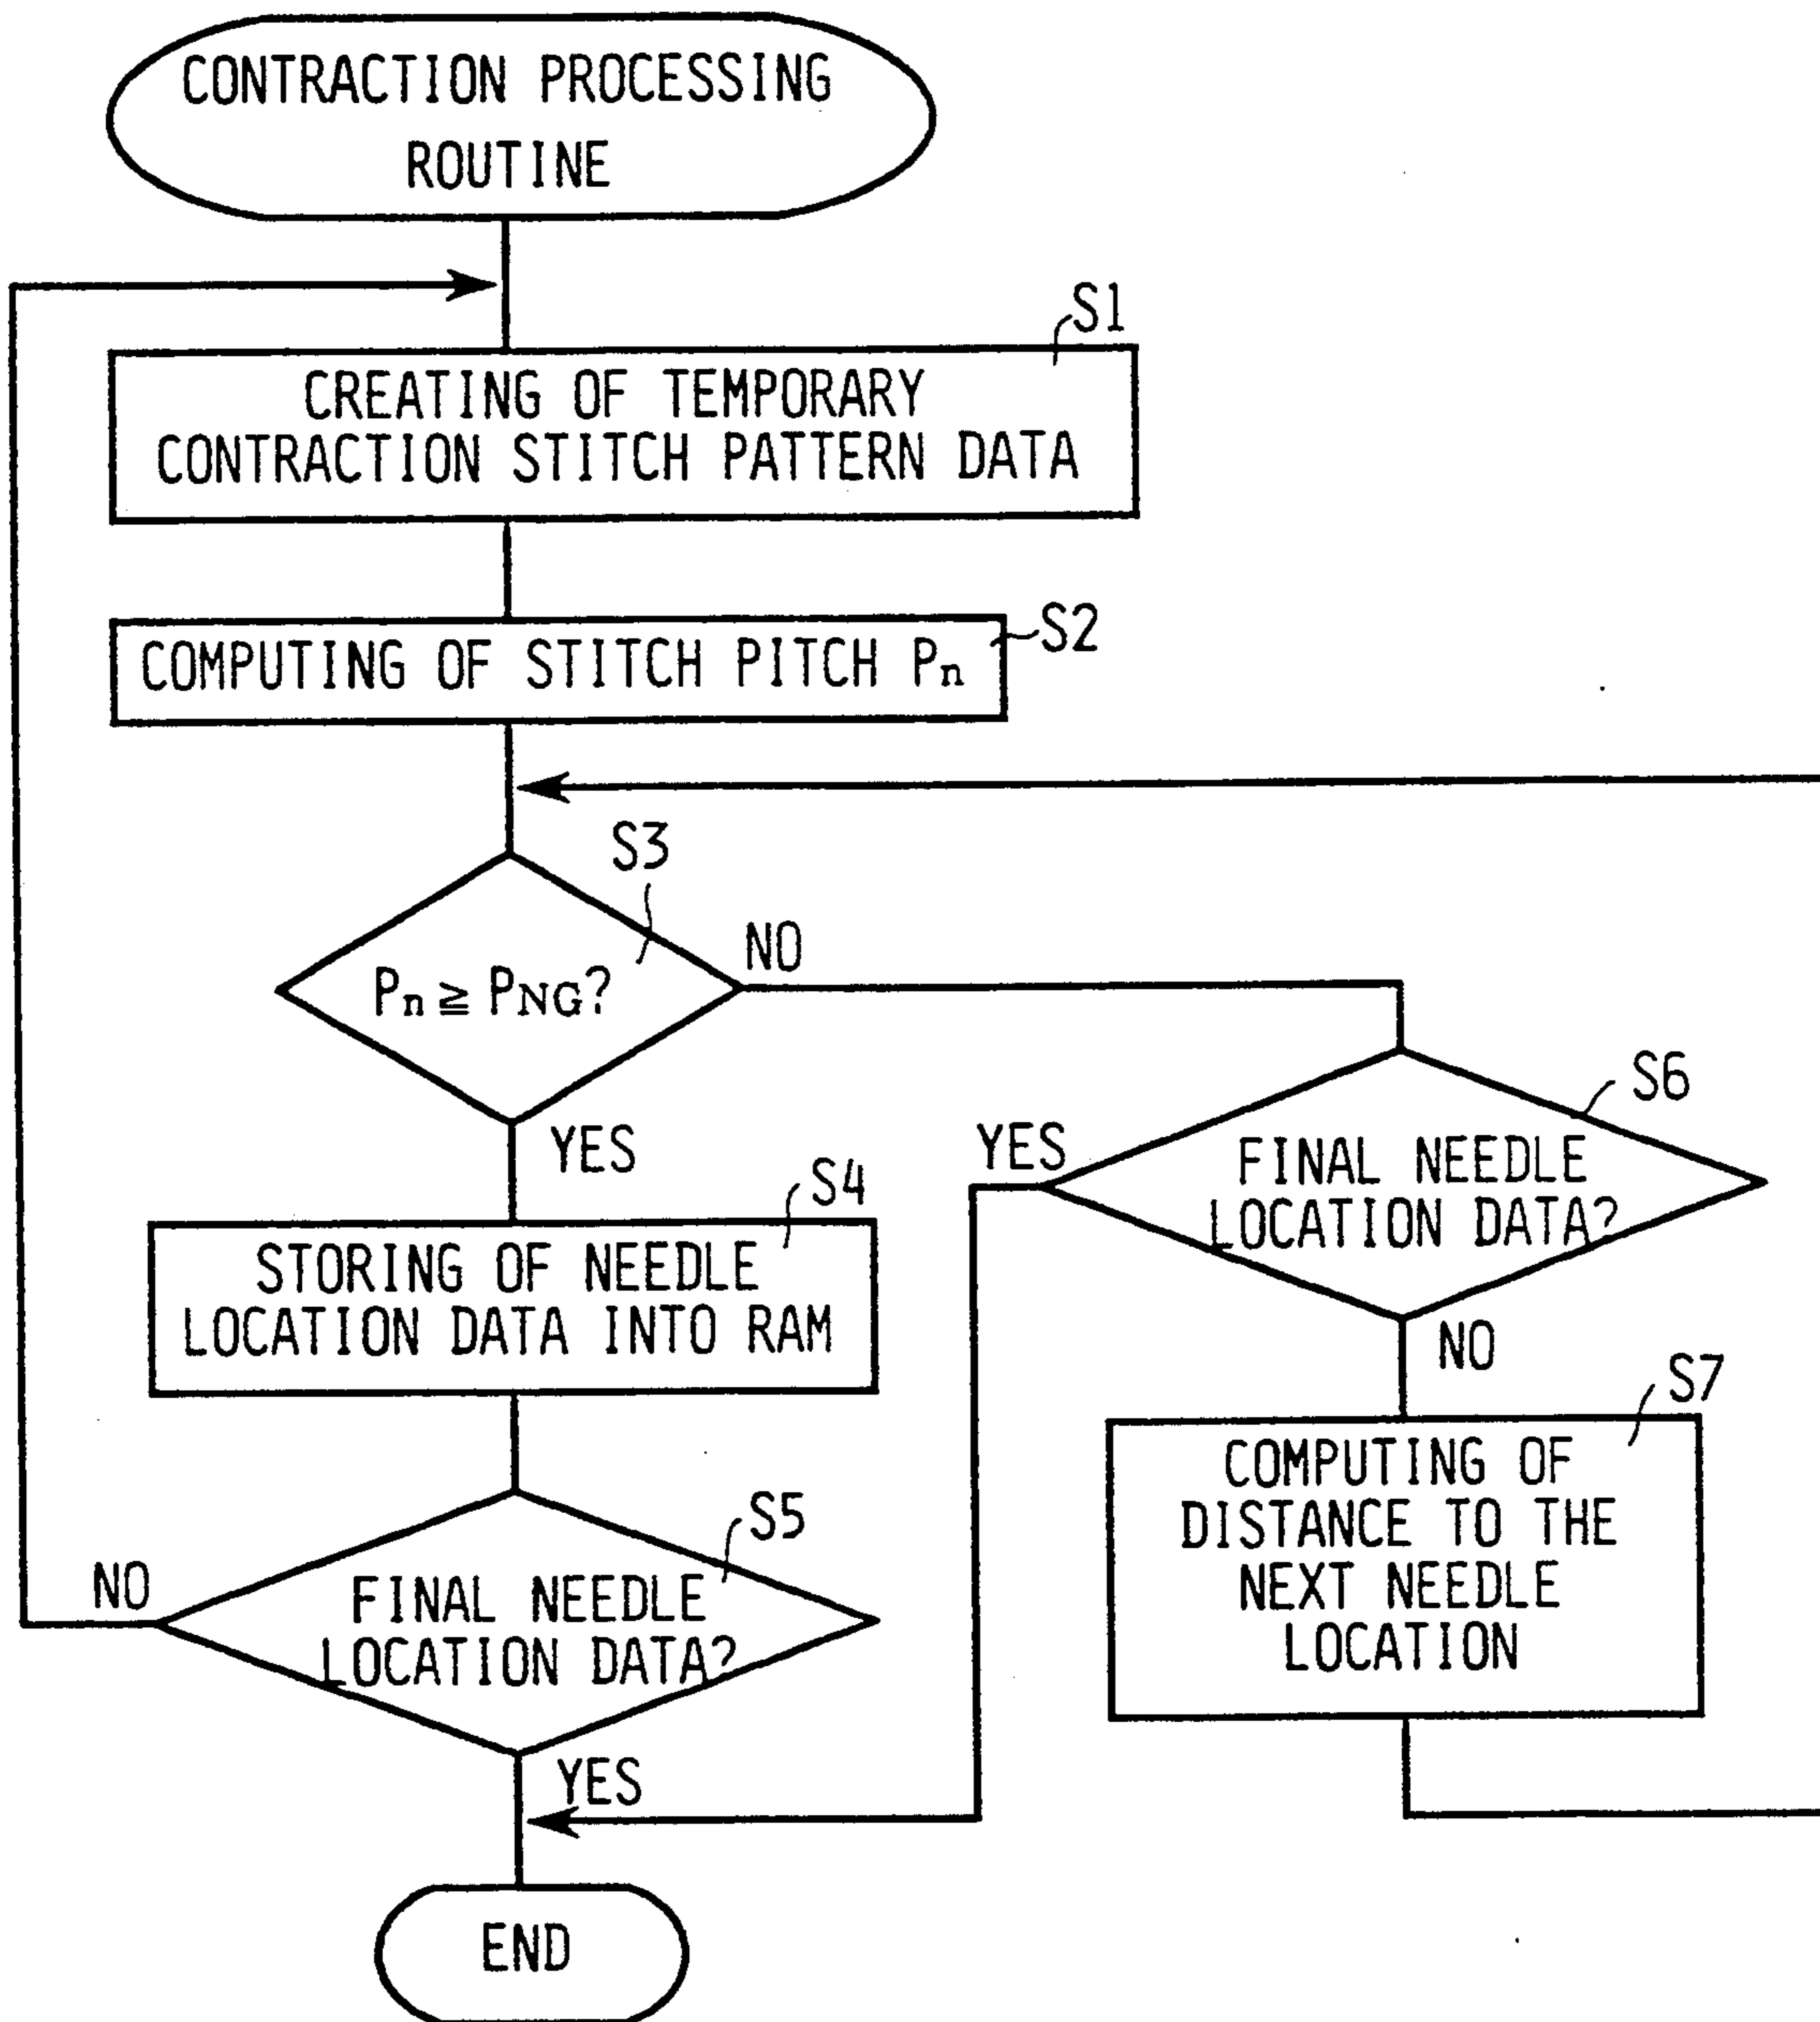 CONTRACTION PROCESSING
ROUTINE
S1
CREATING OF TEMPORARY
CONTRACTION STITCH PATTERN DATA
S2
COMPUTING OF STITCH PITCH Pn
S3
Pn ≧ PNG?
NO
YES
S4
STORING OF NEEDLE
LOCATION DATA INTO RAM
S5
FINAL NEEDLE
LOCATION DATA?
NO
YES
S6
FINAL NEEDLE
LOCATION DATA?
YES
NO
S7
COMPUTING OF
DISTANCE TO THE
NEXT NEEDLE
LOCATION
END